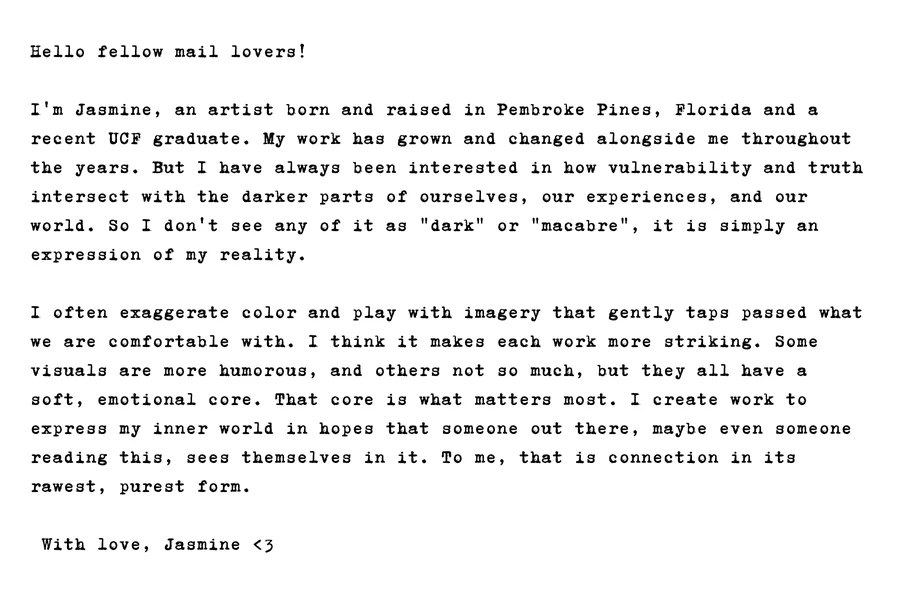 Hello fellow mail lovers!
I'm Jasmine, an artist born and raised in Pembroke Pines, Florida and a
recent UCF graduate. My work has grown and changed alongside me throughout
the years. But I have always been interested in how vulnerability and truth
intersect with the darker parts of ourselves, our experiences, and our
world. So I don't see any of it as "dark" or "macabre", it is simply an
expression of my reality.
I often exaggerate color and play with imagery that gently taps passed what
we are comfortable with. I think it makes each work more striking. Some
visuals are more humorous, and others not so much, but they all have a
soft, emotional core. That core is what matters most. I create work to
express my inner world in hopes that someone out there, maybe even someone
reading this, sees themselves in it. To me, that is connection in its
rawest, purest form.
With love, Jasmine <3